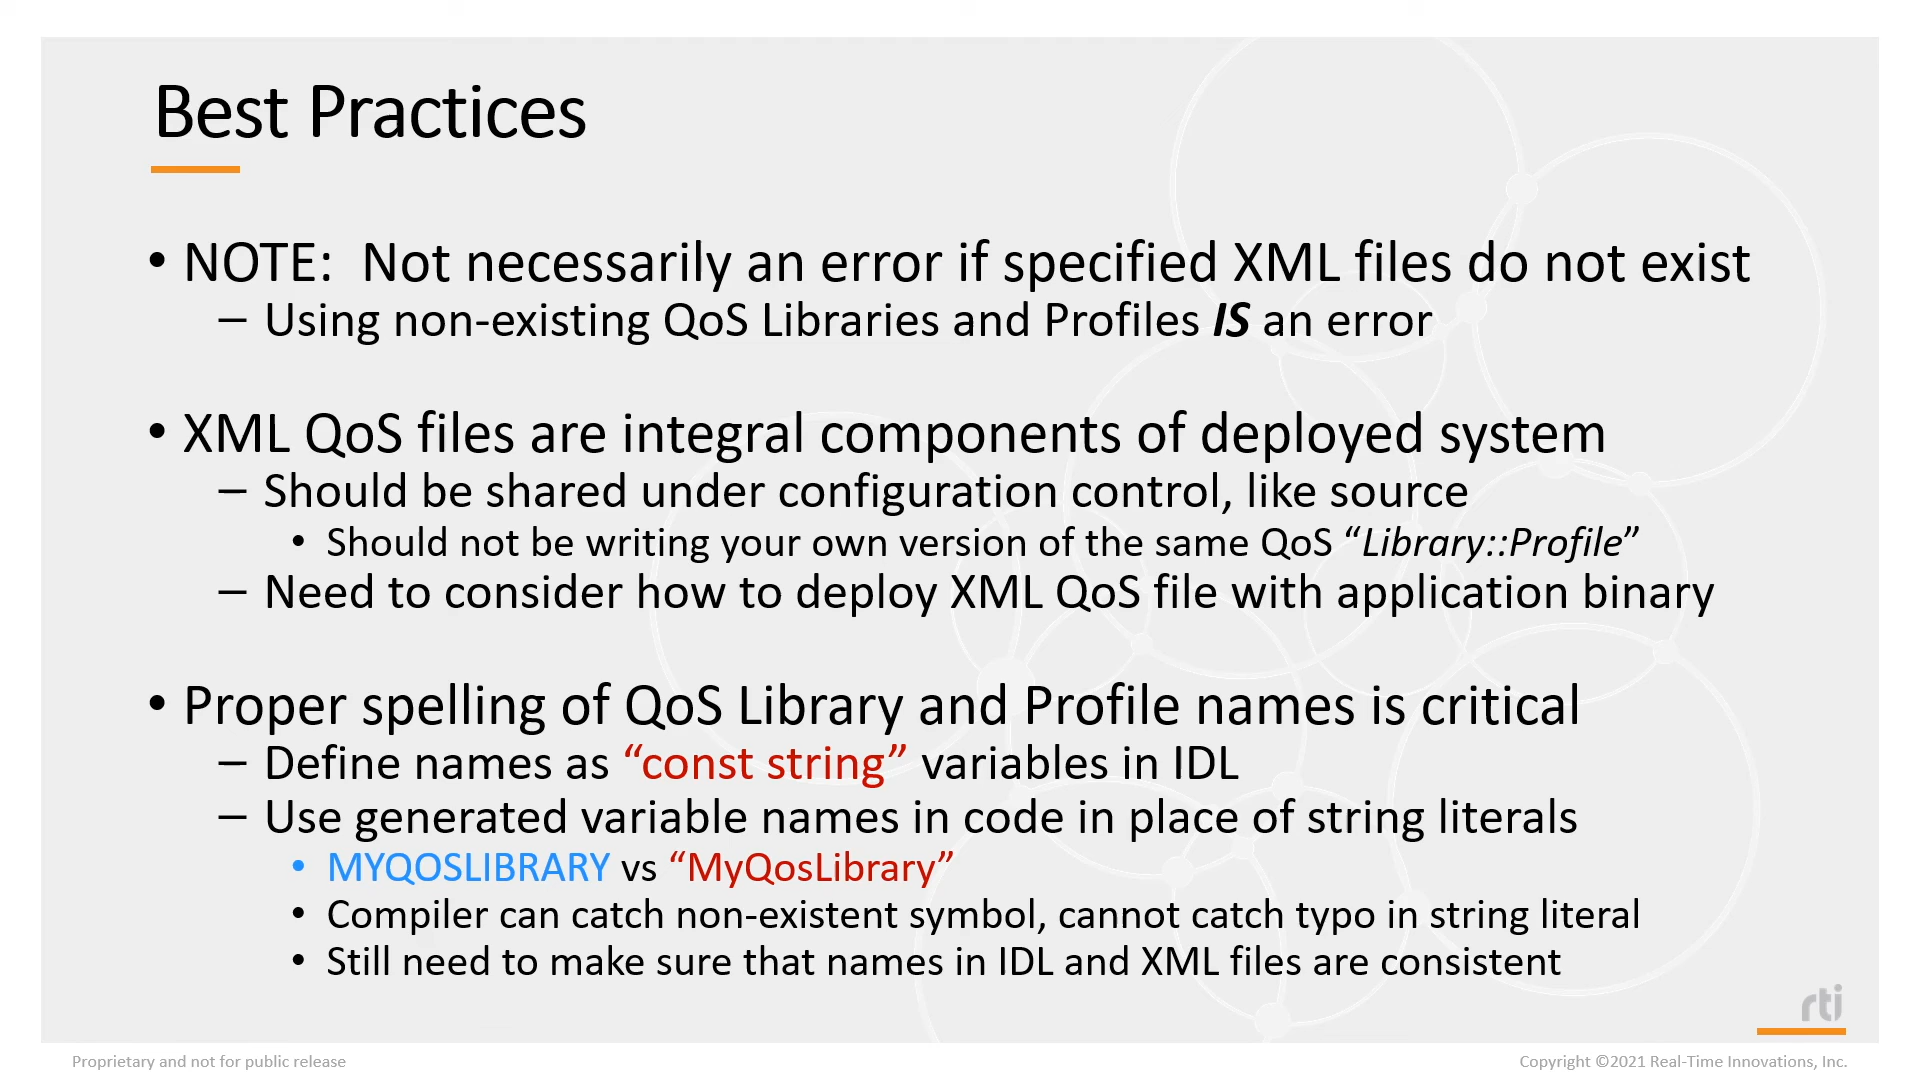 Best Practices
• NOTE:  Not necessarily an error if specified XML files do not exist
– Using non-existing QoS Libraries and Profiles IS an error
• XML QoS files are integral components of deployed system
– Should be shared under configuration control, like source
• Should not be writing your own version of the same QoS “Library::Profile”
– Need to consider how to deploy XML QoS file with application binary
• Proper spelling of QoS Library and Profile names is critical
– Define names as “const string” variables in IDL
– Use generated variable names in code in place of string literals
• MYQOSLIBRARY vs “MyQosLibrary”
• Compiler can catch non-existent symbol, cannot catch typo in string literal
• Still need to make sure that names in IDL and XML files are consistent
rti
Proprietary and not for public release
Copyright ©2021 Real-Time Innovations, Inc.